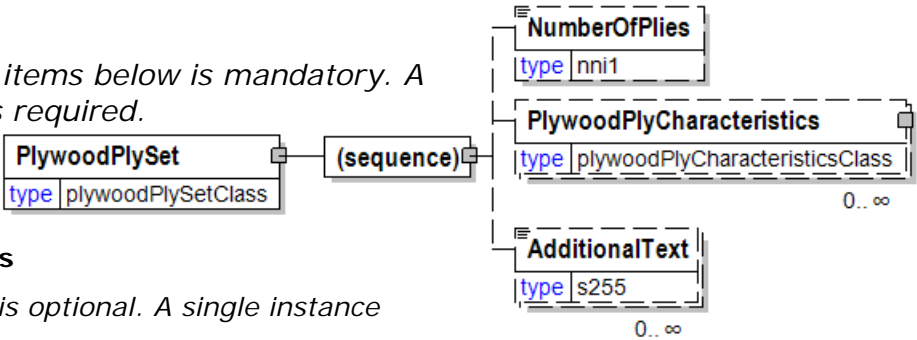 items below is mandatory. A
required.
PlywoodPlySet
type plywoodPlySetClass
(sequence)
NumberOfPlies
type nni1
PlywoodPlyCharacteristics
type plywoodPlyCharacteristicsClass
0.. ∞
AdditionalText
type s255
0.. ∞
s
is optional. A single instance